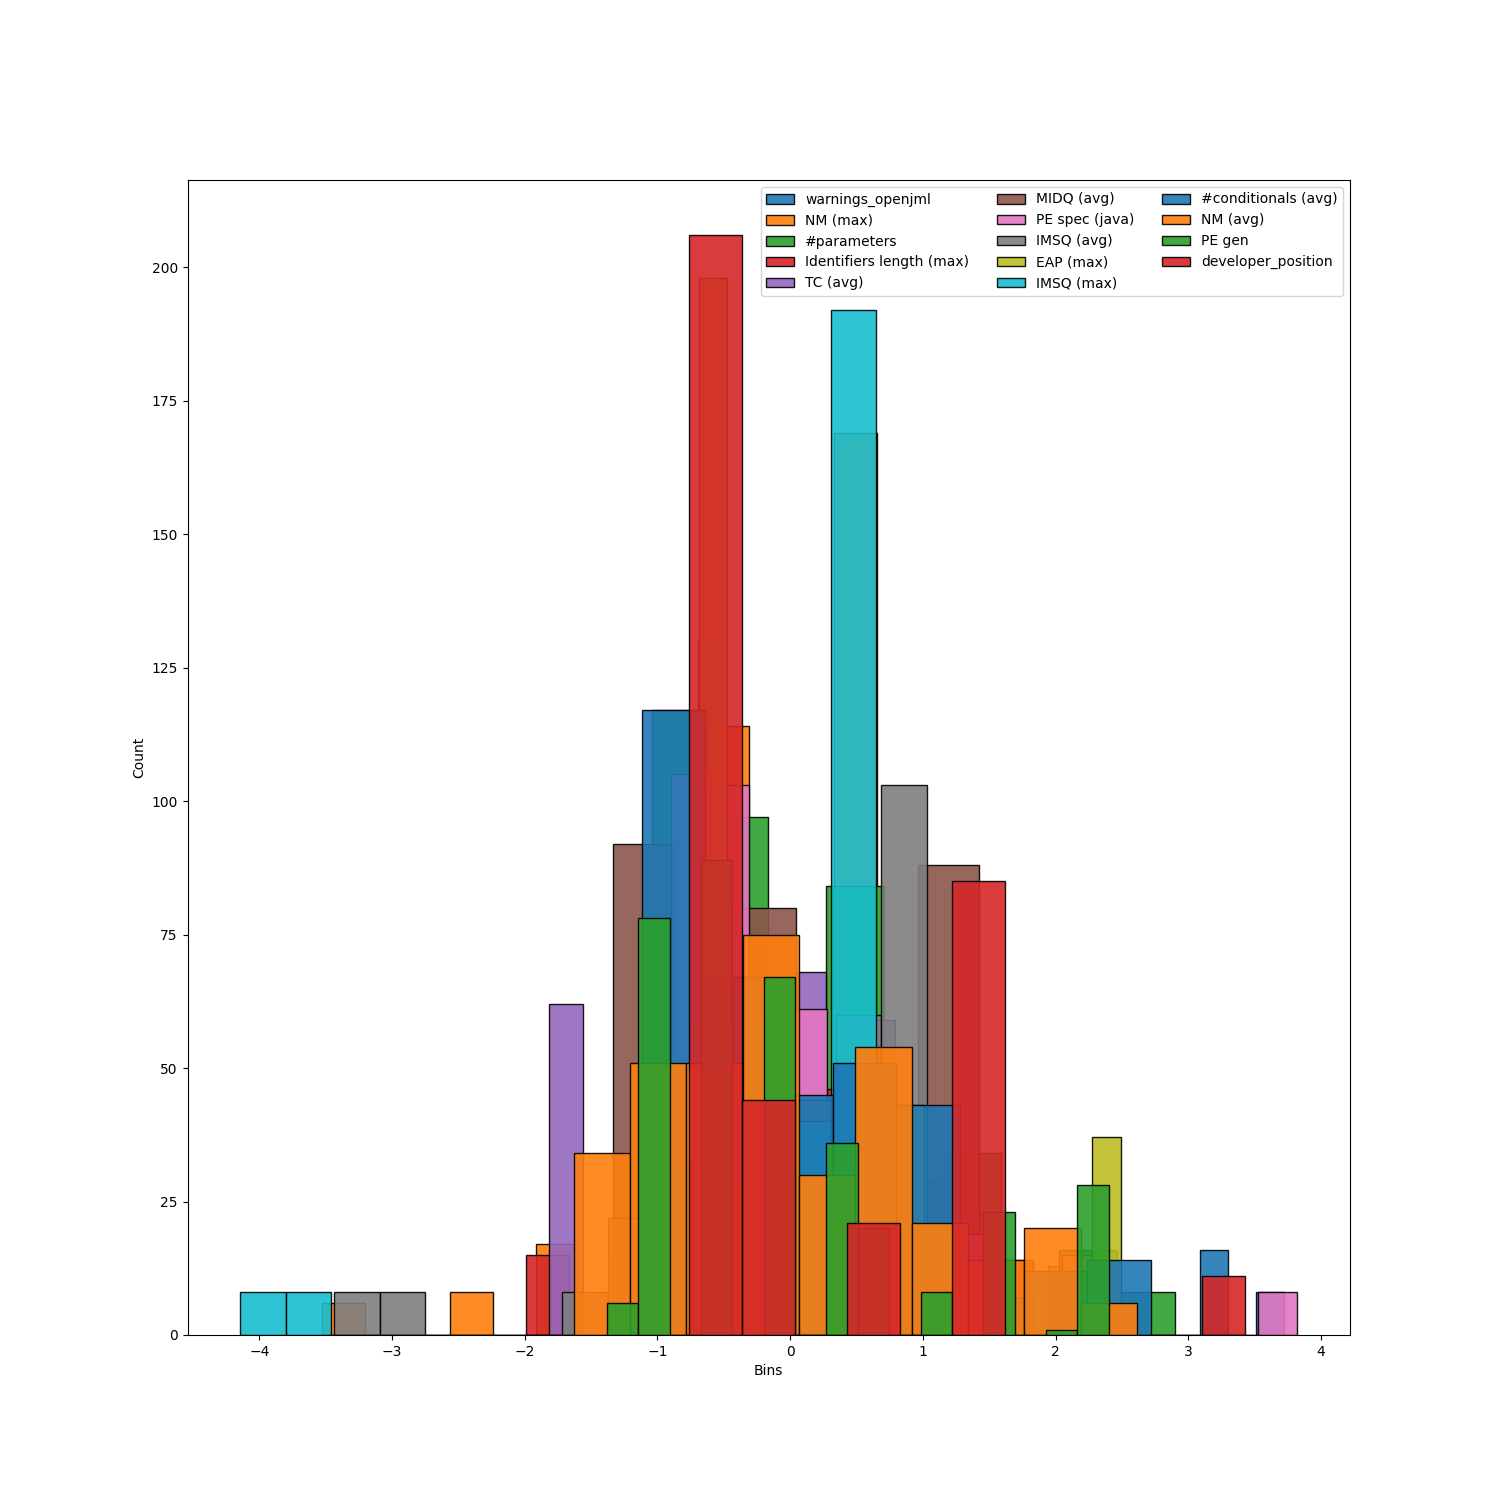 warnings_openjml
NM (max)
#parameters
Identifiers length (max)
TC (avg)
MIDQ (avg)
PE spec (java)
IMSQ (avg)
EAP (max)
IMSQ (max)
#conditionals (avg)
NM (avg)
PE gen
developer_position
200
175
150
125
100
75
50
25
0
Count
−4 −3 −2 −1 0 1 2 3 4
Bins